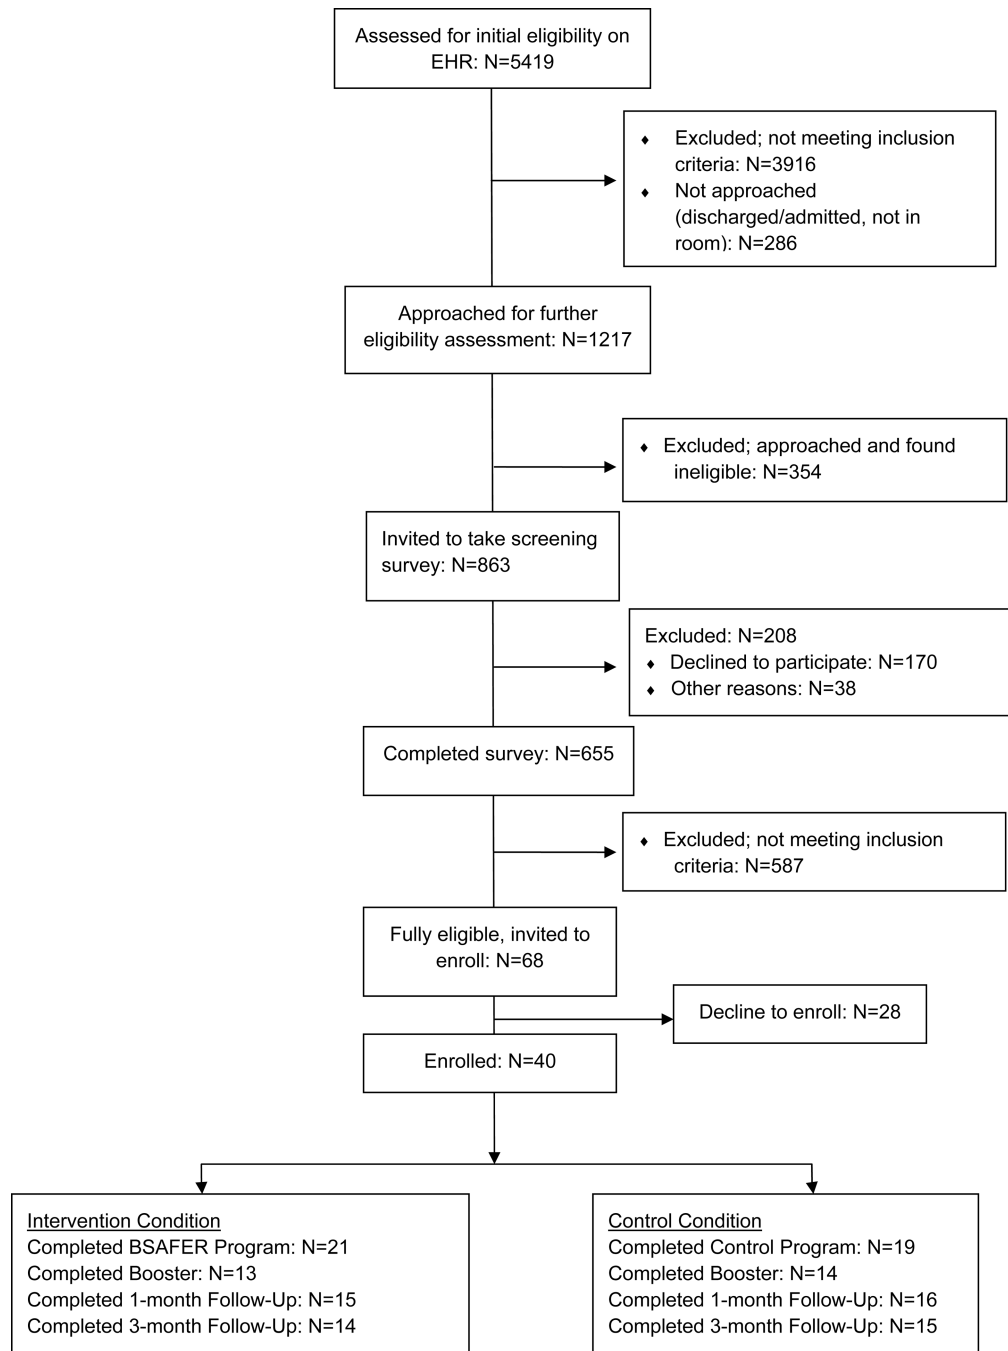 Assessed for initial eligibility on
EHR: N=5419
♦ Excluded; not meeting inclusion
criteria: N=3916
♦ Not approached
(discharged/admitted, not in
room): N=286
Approached for further
eligibility assessment: N=1217
♦ Excluded; approached and found
ineligible: N=354
Invited to take screening
survey: N=863
Excluded: N=208
♦ Declined to participate: N=170
♦ Other reasons: N=38
Completed survey: N=655
♦ Excluded; not meeting inclusion
criteria: N=587
Fully eligible, invited to
enroll: N=68
Decline to enroll: N=28
Enrolled: N=40
Intervention Condition
Completed BSAFER Program: N=21
Completed Booster: N=13
Completed 1-month Follow-Up: N=15
Completed 3-month Follow-Up: N=14
Control Condition
Completed Control Program: N=19
Completed Booster: N=14
Completed 1-month Follow-Up: N=16
Completed 3-month Follow-Up: N=15